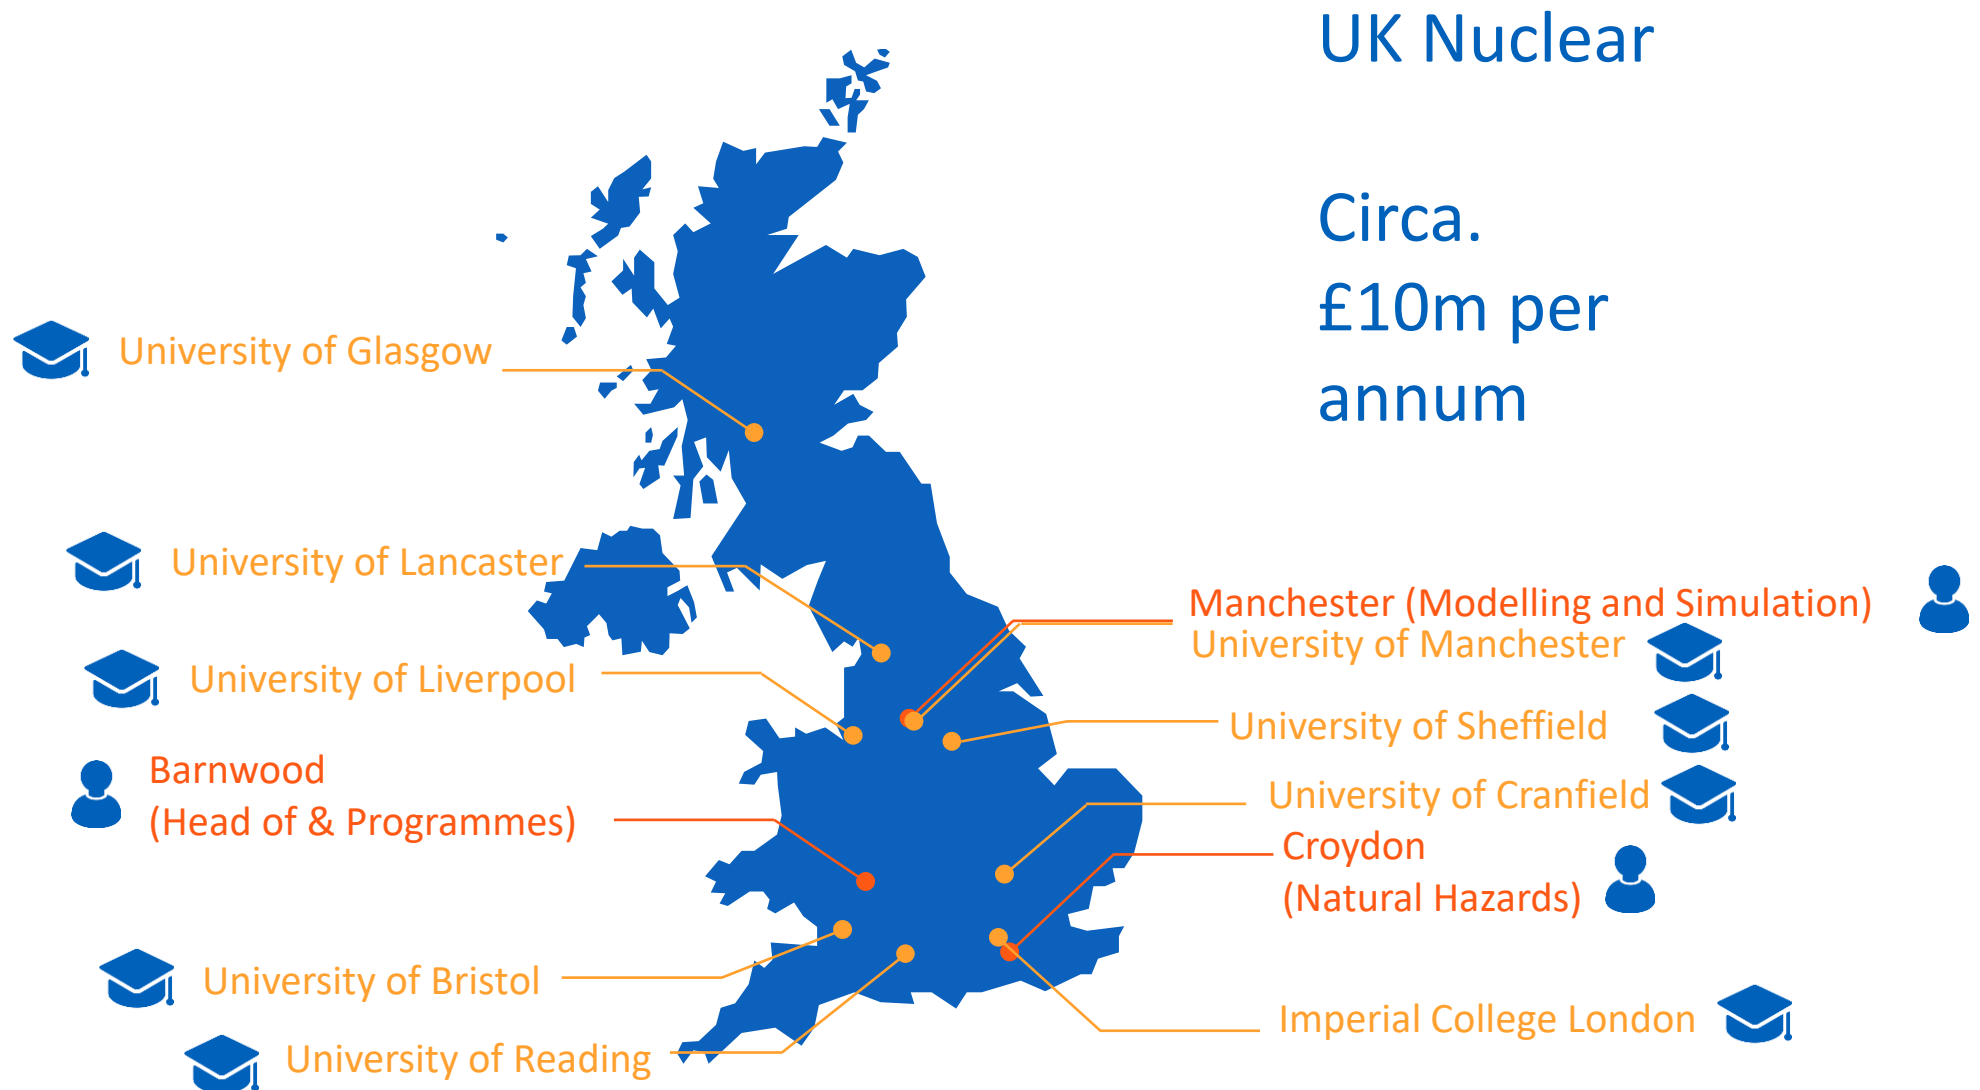 UK Nuclear
Circa.
£10m per
annum
University of Glasgow
University of Lancaster
University of Liverpool
Barnwood
(Head of & Programmes)
University of Bristol
University of Reading
Manchester (Modelling and Simulation)
University of Manchester
University of Sheffield
University of Cranfield
Croydon
(Natural Hazards)
Imperial College London